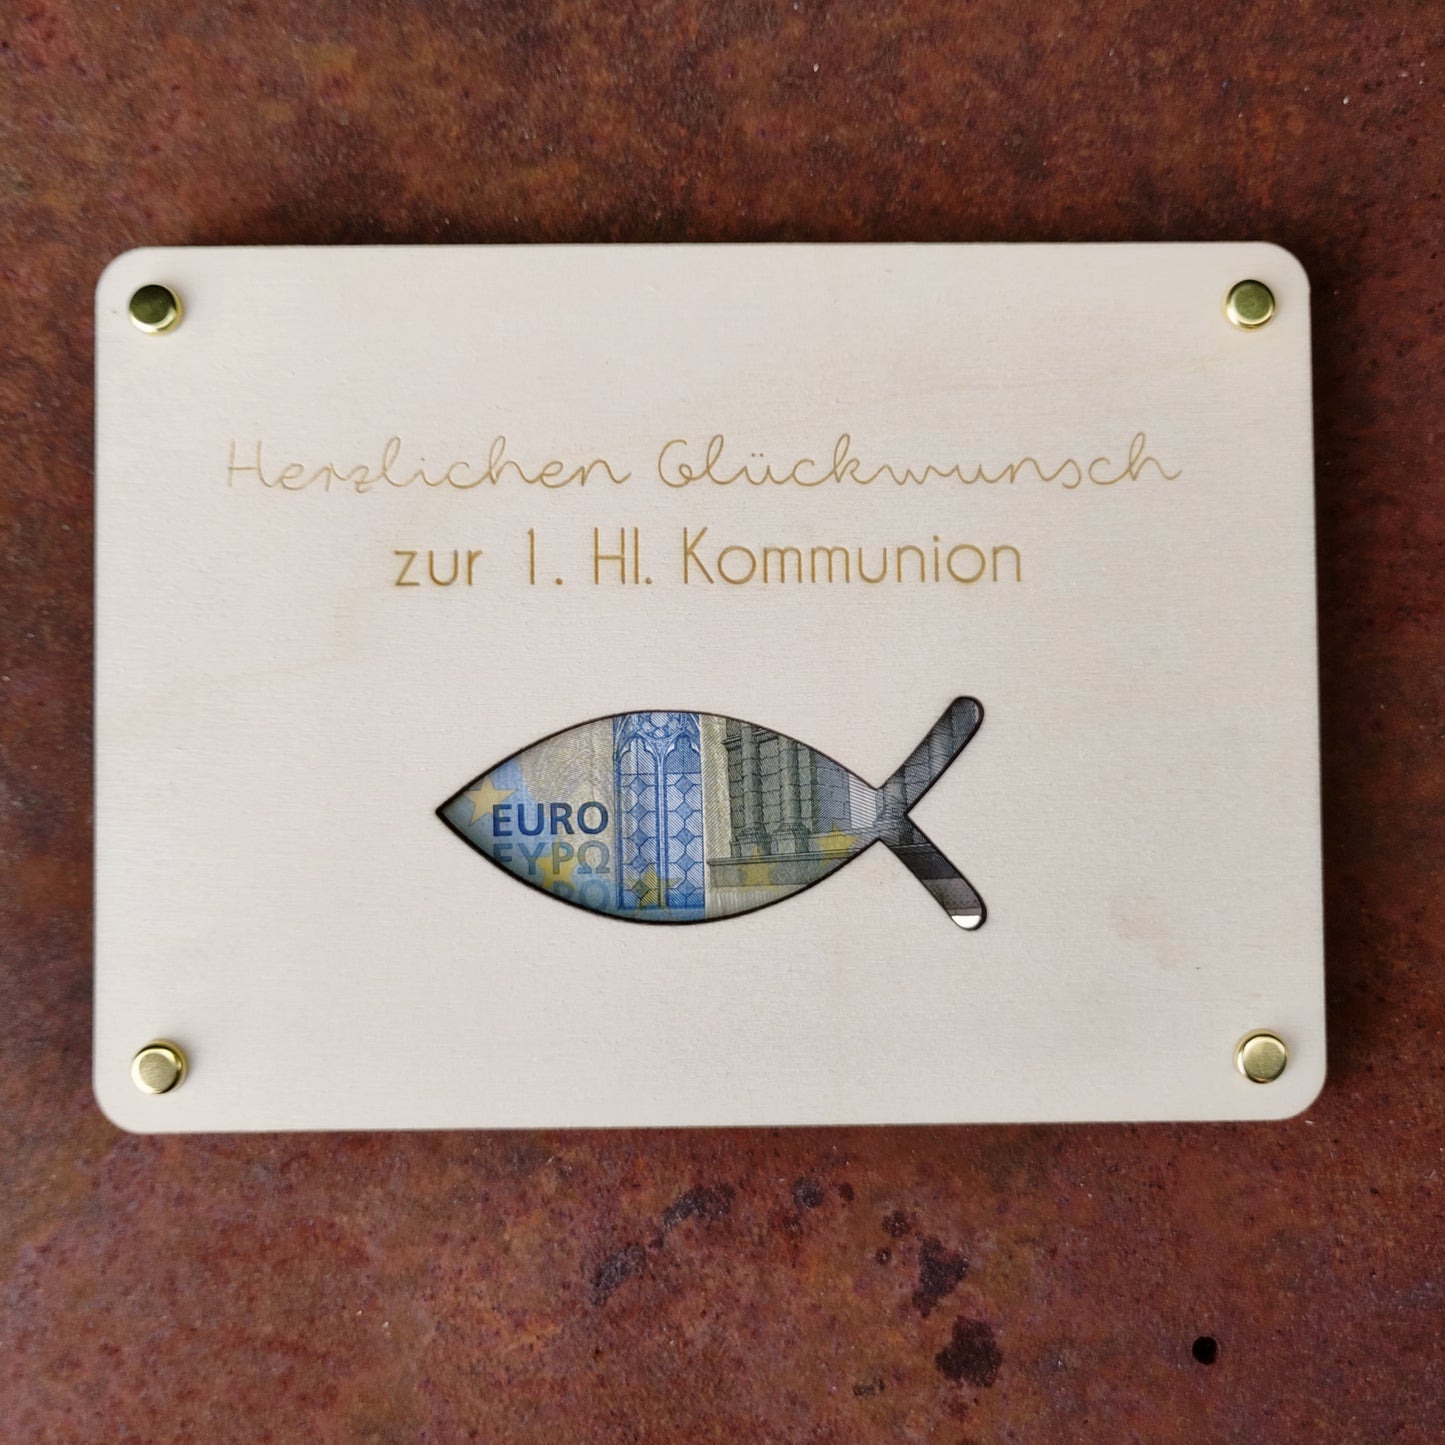 Herzlichen Glückwunsch
zur 1. Hl. Kommunion
EURO
ΕΥΡΩ